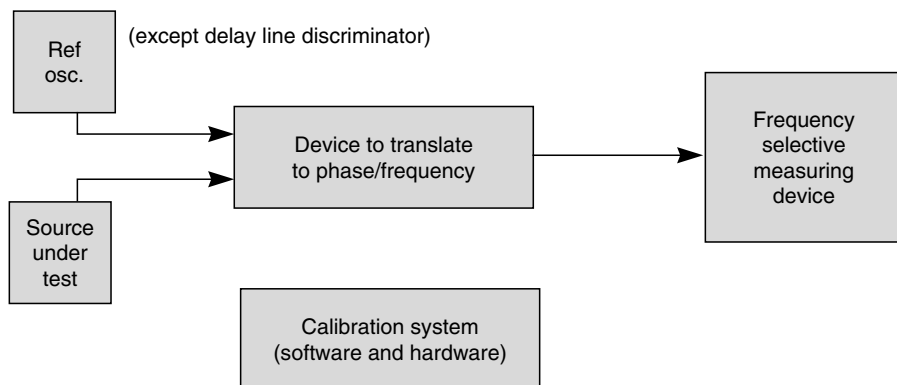 Ref
osc.
(except delay line discriminator)
Device to translate
to phase/frequency
Frequency
selective
measuring
device
Source
under
test
Calibration system
(software and hardware)